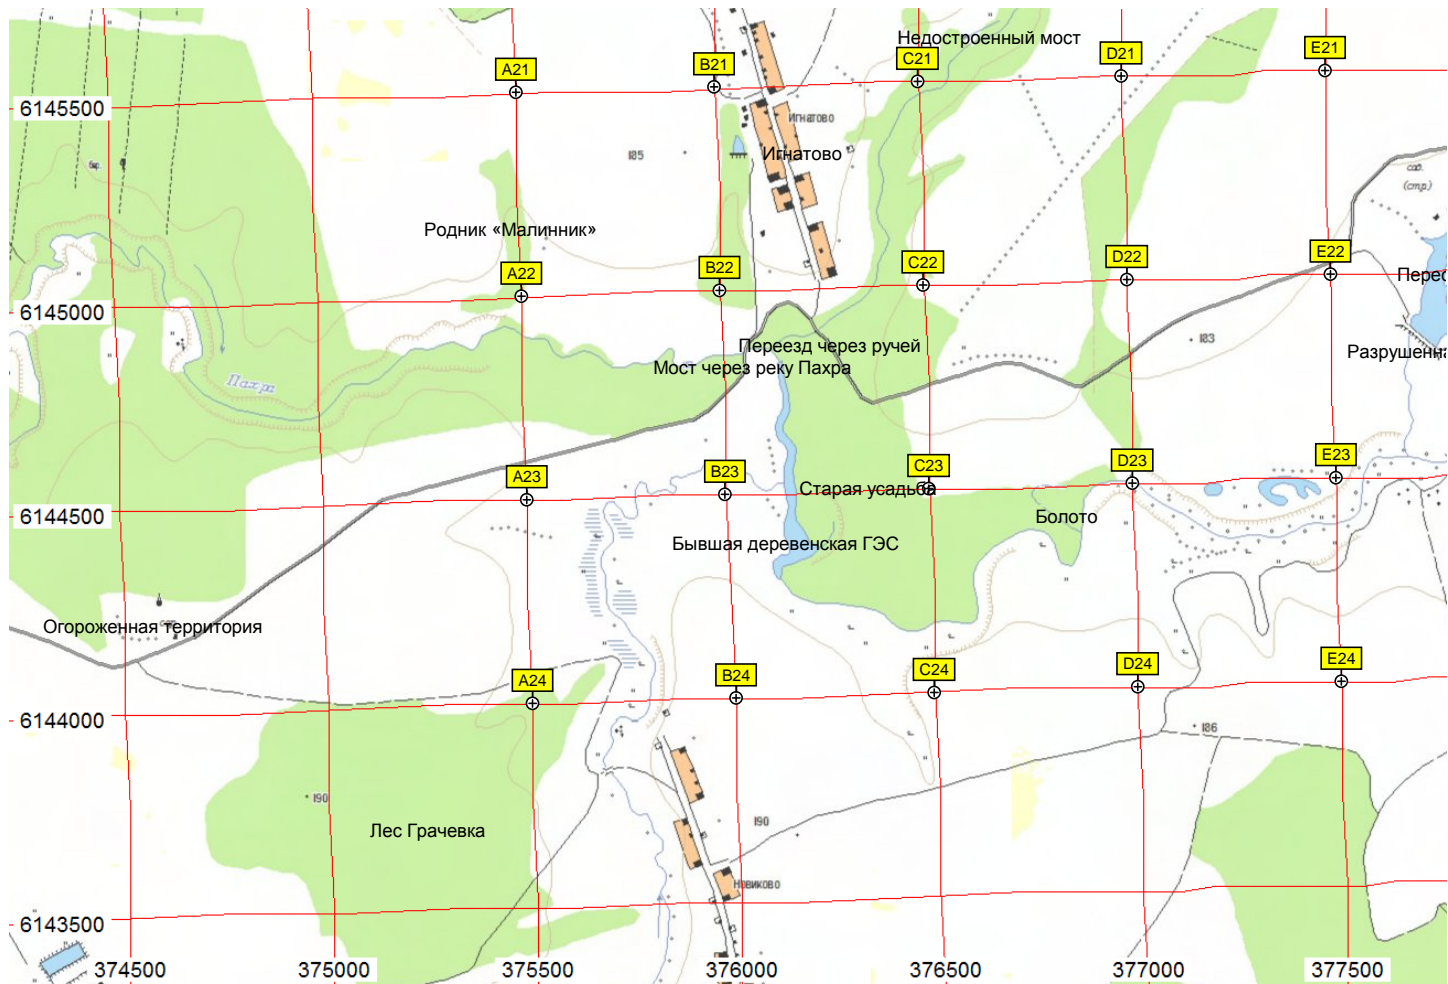 Недостроенный мост
E21
D21
C21
B21
A21
6145500
Игнатово
Игнатово
185
соб.
(стр)
Родник «Малинник»
E22
D22
C22
B22
A22
6145000
183
Переезд через ручей
Мост через реку Пахра
Пахра
E23
D23
C23
B23
A23
Старая усадьба
6144500
Болото
Бывшая деревенская ГЭС
Огороженная территория
E24
D24
C24
B24
A24
6144000
186
190
190
Лес Грачевка
Новиково
6143500
374500 375000 375500 376000 376500 377000 377500